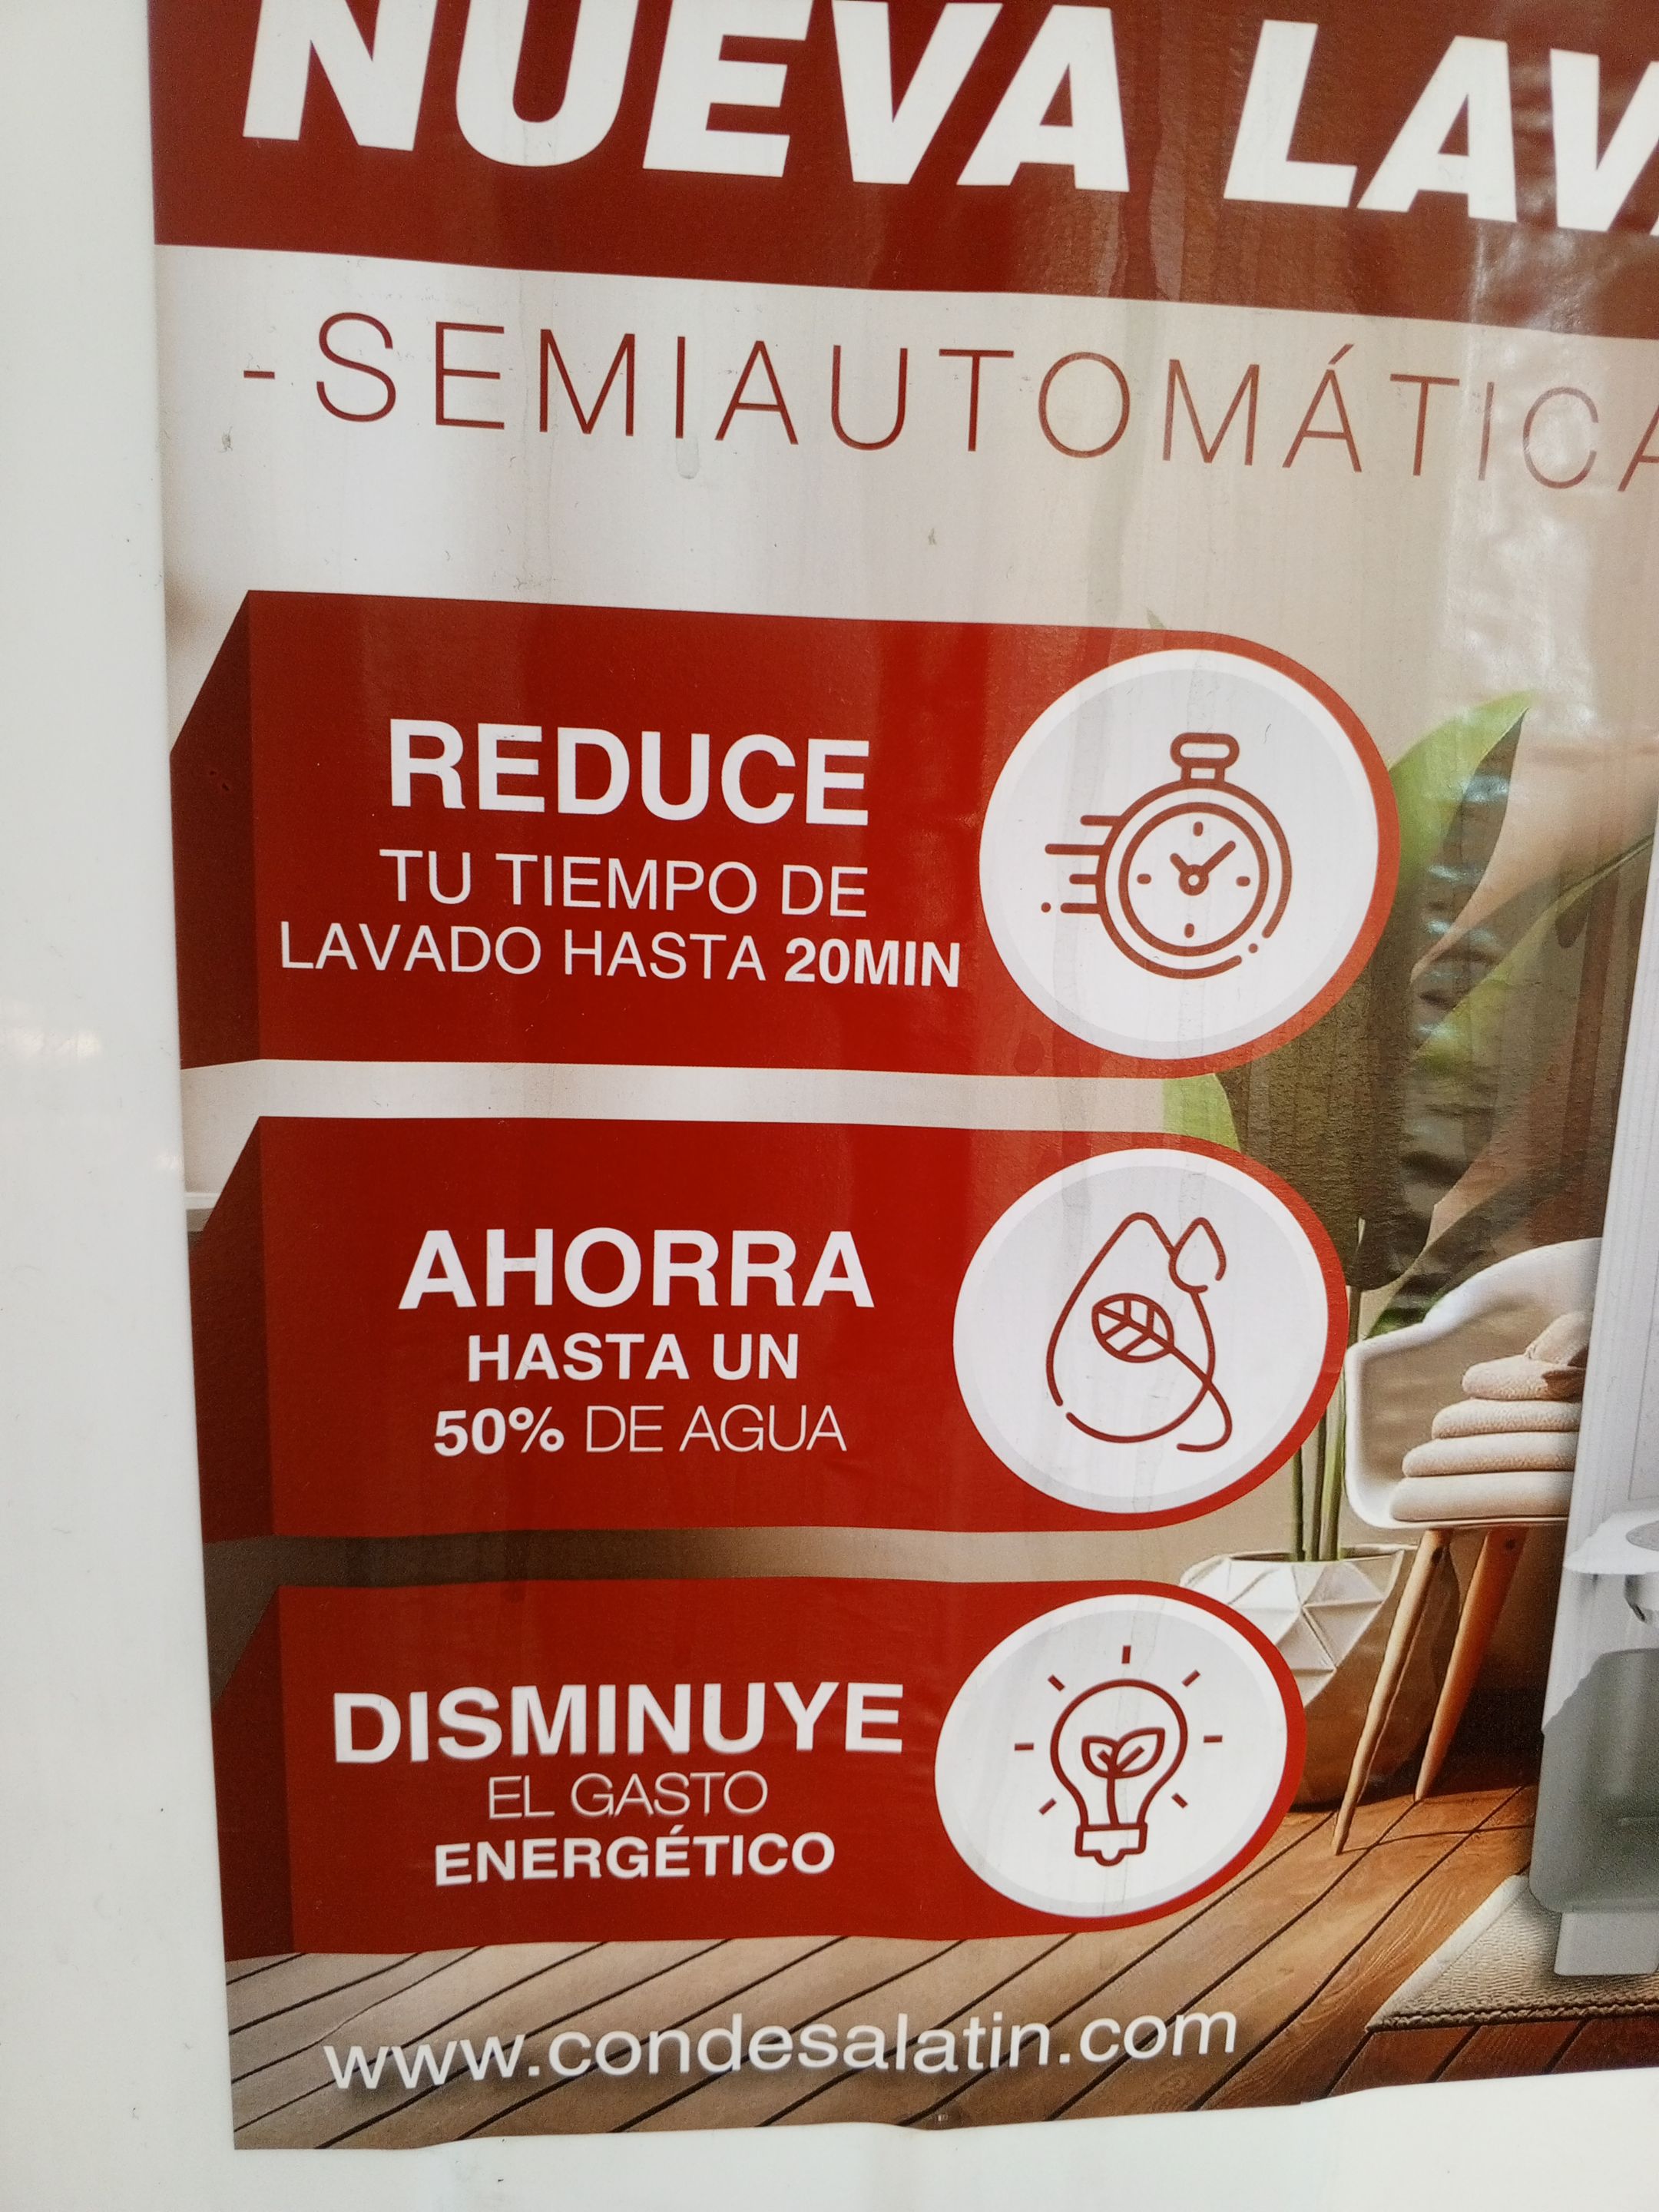 NUEVA LAV
-SEMIAUTOMÁTICA
REDUCE
TU TIEMPO DE
LAVADO HASTA 20MIN
AHORRA
HASTA UN
50% DE AGUA
DISMINUYE
EL GASTO
ENERGÉTICO
www.condesalatin.com